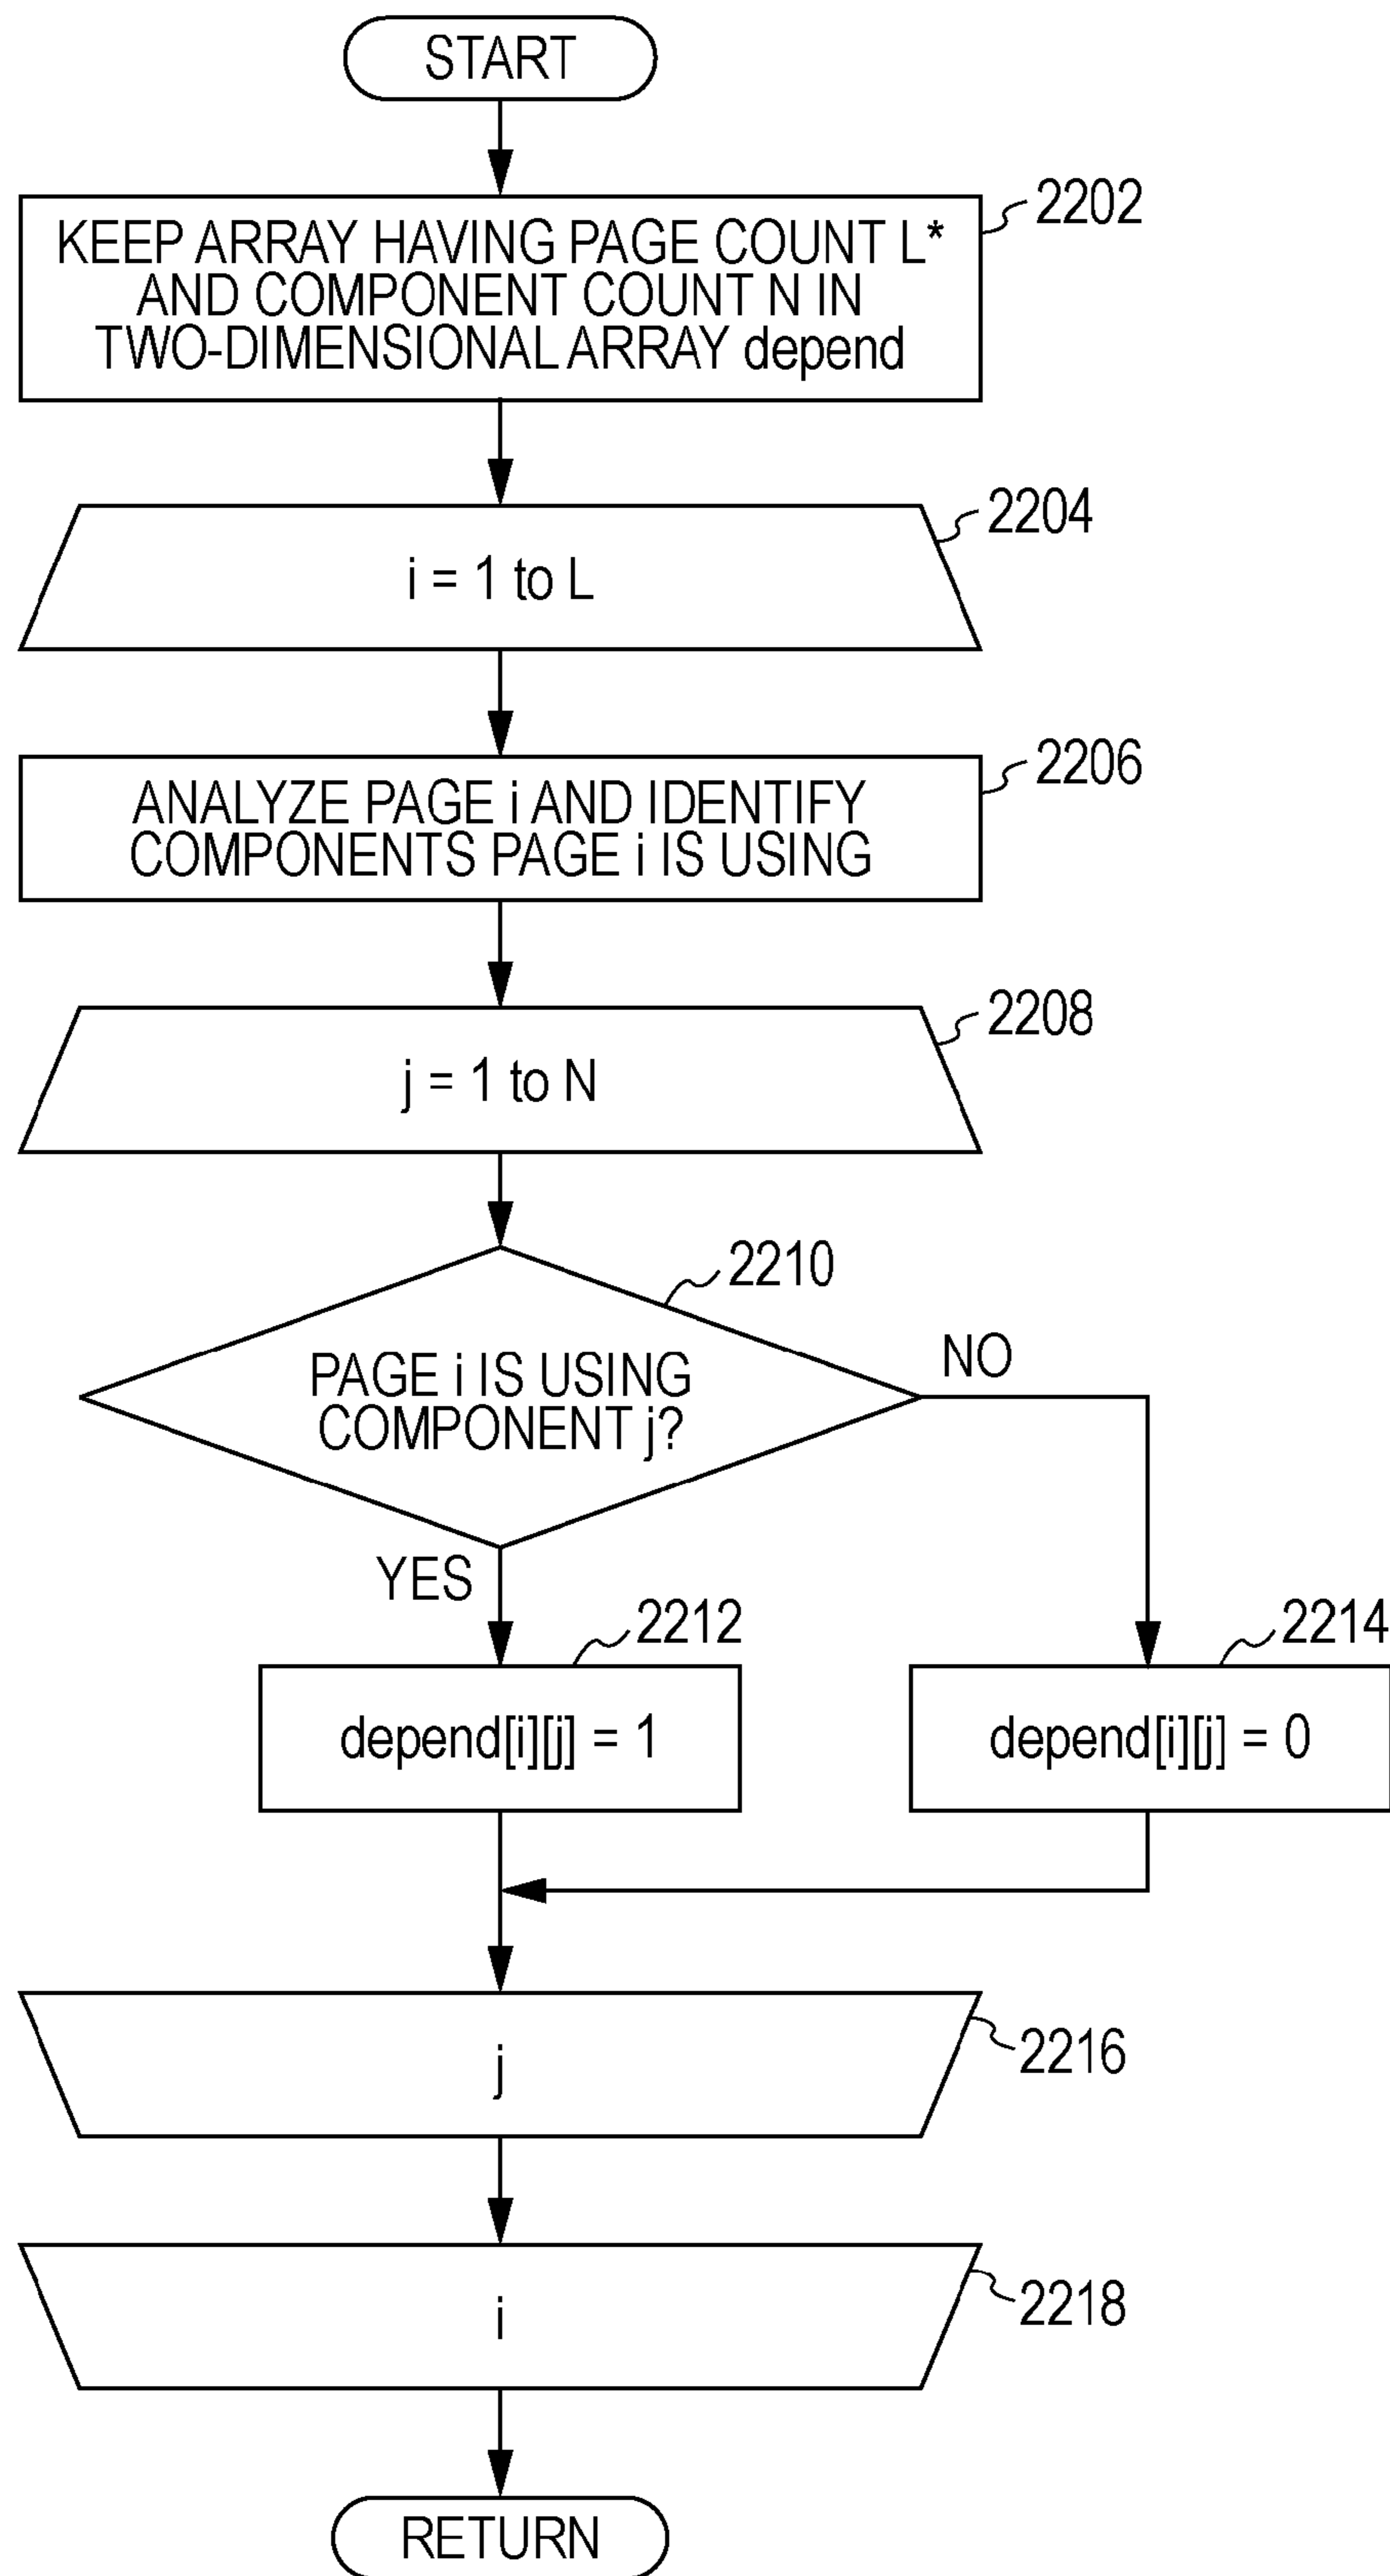 START
2202
KEEP ARRAY HAVING PAGE COUNT L*
AND COMPONENT COUNT N IN
TWO-DIMENSIONAL ARRAY depend
2204
i = 1 to L
2206
ANALYZE PAGE i AND IDENTIFY
COMPONENTS PAGE i IS USING
2208
j = 1 to N
2210
PAGE i IS USING
COMPONENT j?
NO
YES
2212
depend[i][j] = 1
2214
depend[i][j] = 0
2216
j
2218
i
RETURN